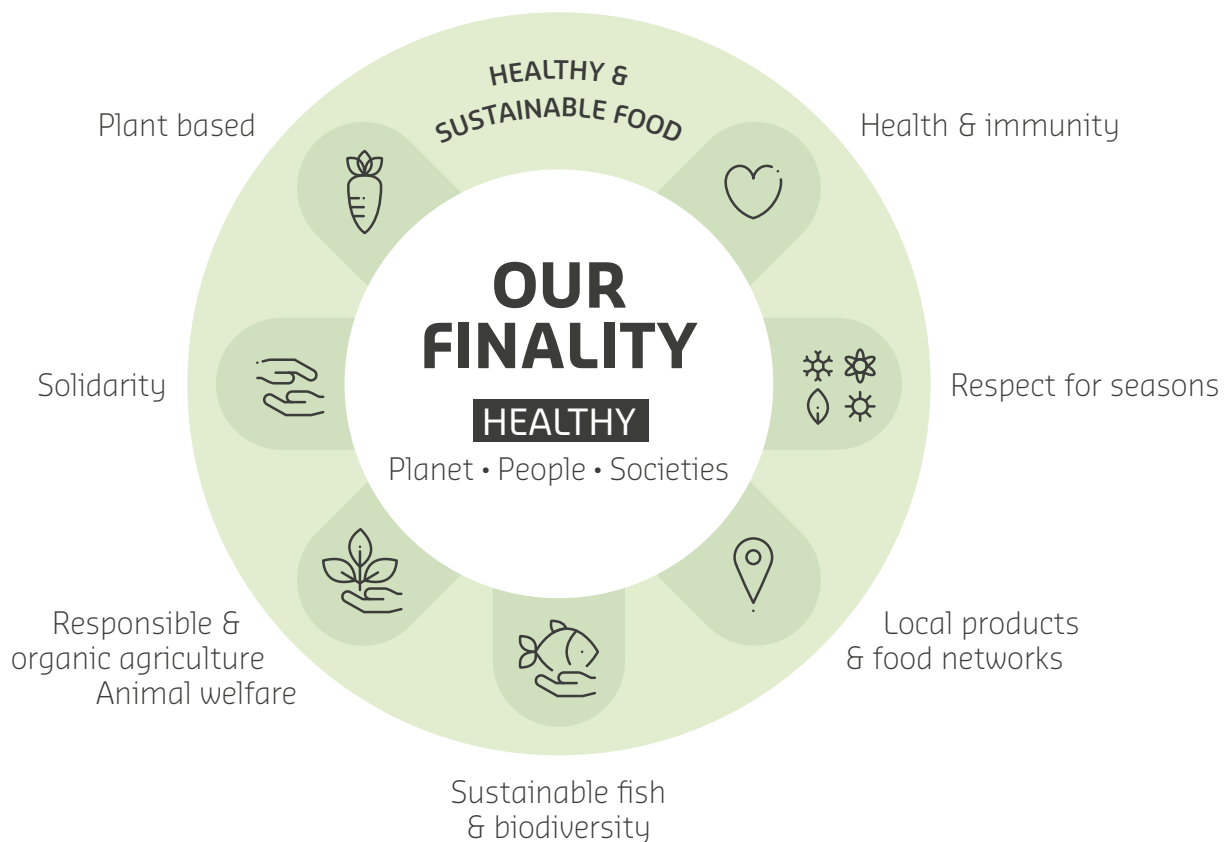 HEALTHY &
SUSTAINABLE FOOD
Plant based
Health & immunity
OUR
FINALITY
HEALTHY
Planet • People • Societies
Solidarity
Respect for seasons
Responsible &
organic agriculture
Animal welfare
Local products
& food networks
Sustainable fish
& biodiversity